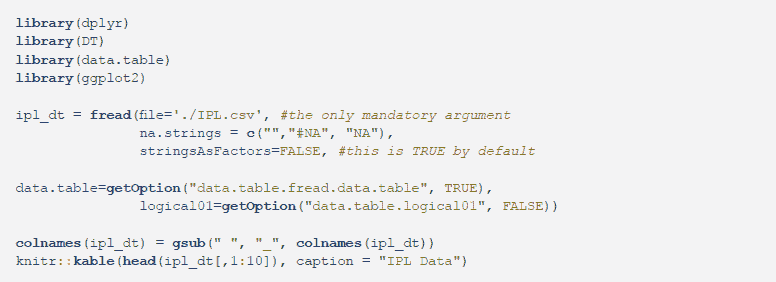 library(dplyr)
library(DT)
library(data.table)
library(ggplot2)
ipl_dt = fread(file='./IPL.csv', #the only mandatory argument
na.strings = c("","#NA", "NA"),
stringsAsFactors=FALSE, #this is TRUE by default
data.table=getOption("data.table.fread.data.table", TRUE),
logical01=getOption("data.table.logical01", FALSE))
colnames(ipl_dt) = gsub(" ", "_", colnames(ipl_dt))
knitr::kable(head(ipl_dt[,1:10]), caption = "IPL Data")